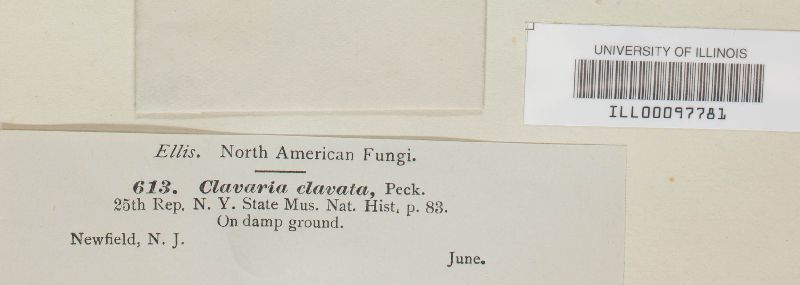 UNIVERSITY OF ILLINOIS
ILL00097781
Ellis. North American Fungi.
613. Clavaria clavata, Peck.
25th Rep. N. Y. State Mus. Nat. Hist. p. 83.
On damp ground.
Newfield, N. J.
June.